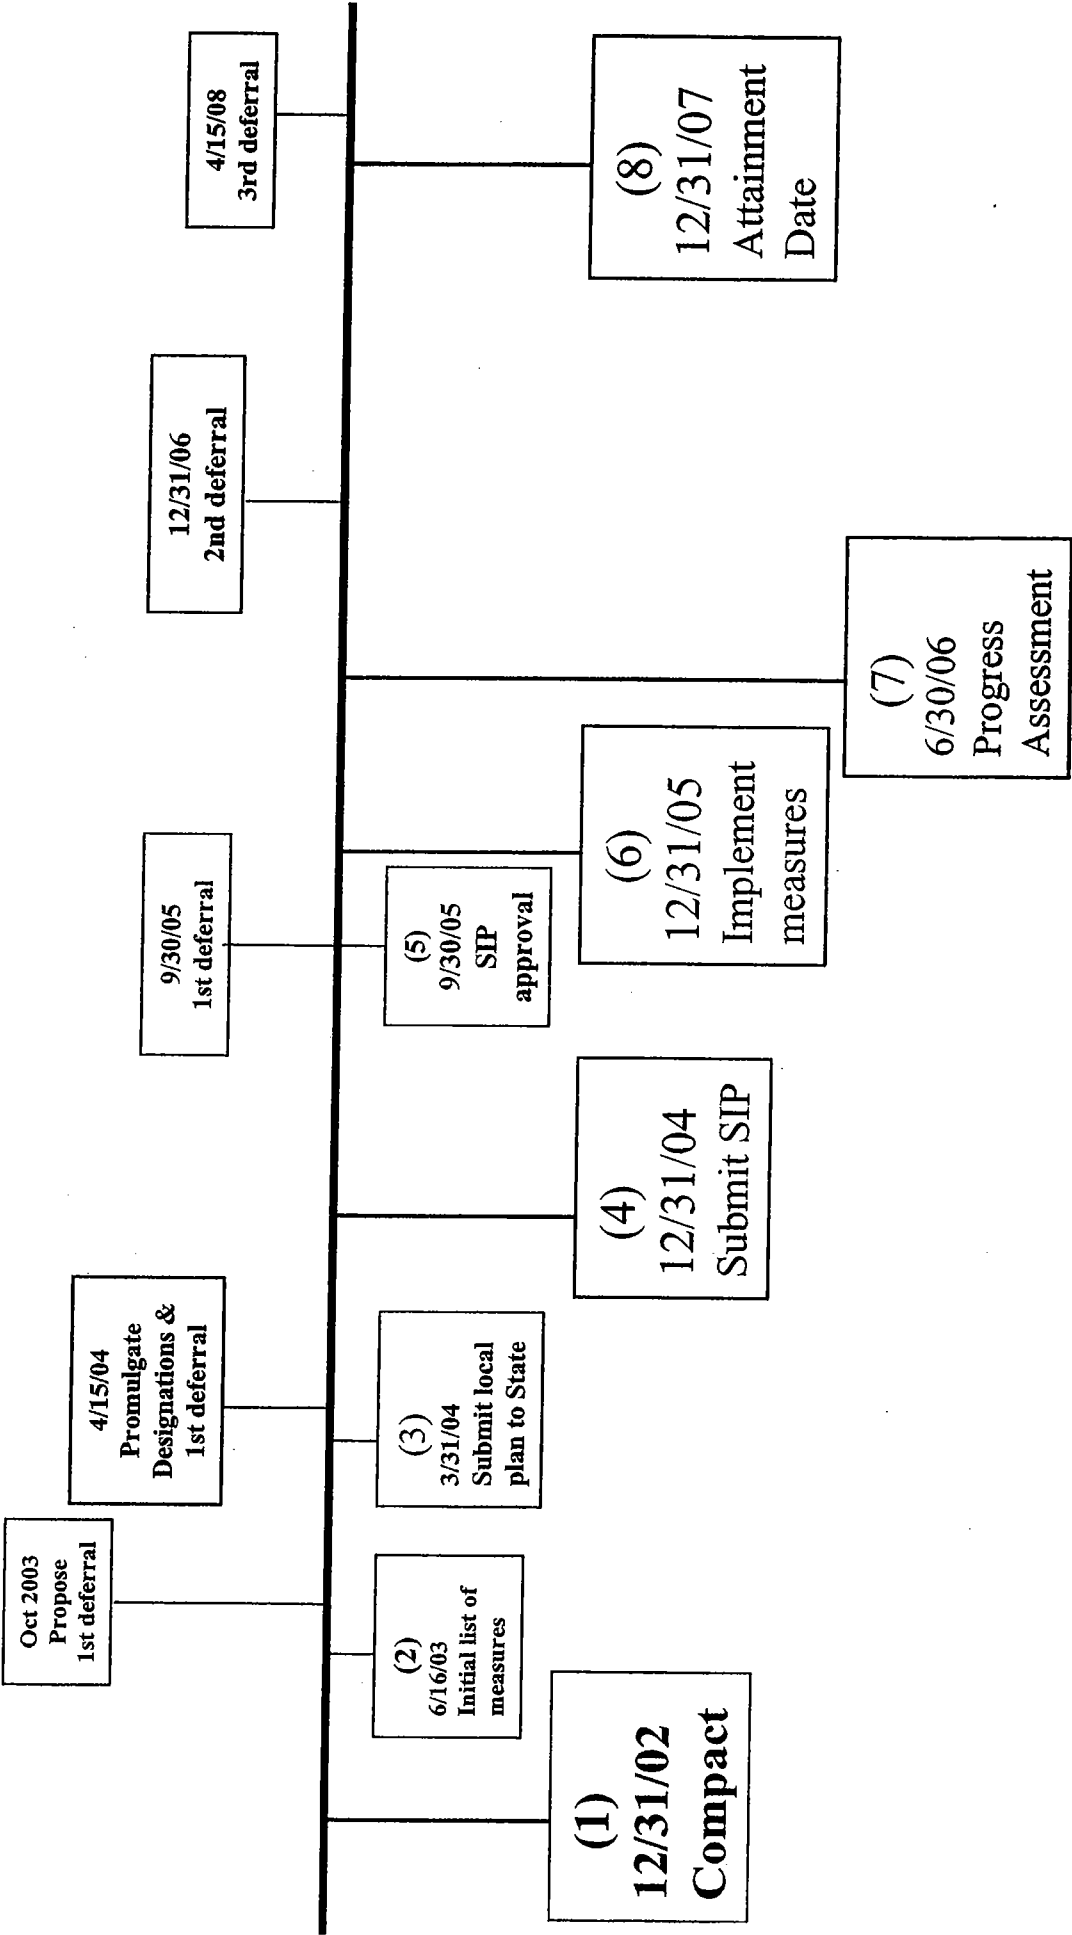 Oct 2003
Propose
1st deferral
4/15/04
Promulgate
Designations &
1st deferral
9/30/05
1st deferral
12/31/06
2nd deferral
4/15/08
3rd deferral
(1)
12/31/02
Compact
(2)
6/16/03
Initial list of
measures
(3)
3/31/04
Submit local
plan to State
(4)
12/31/04
Submit SIP
(5)
9/30/05
SIP
approval
(6)
12/31/05
Implement
measures
(7)
6/30/06
Progress
Assessment
(8)
12/31/07
Attainment
Date